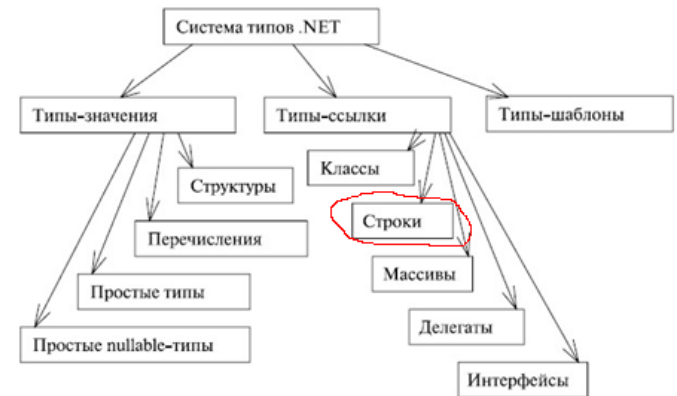 Система типов .NET
Типы-значения
Типы-ссылки
Типы-шаблоны
Классы
Структуры
Строки
Перечисления
Массивы
Простые типы
Делегаты
Простые nullable-типы
Интерфейсы